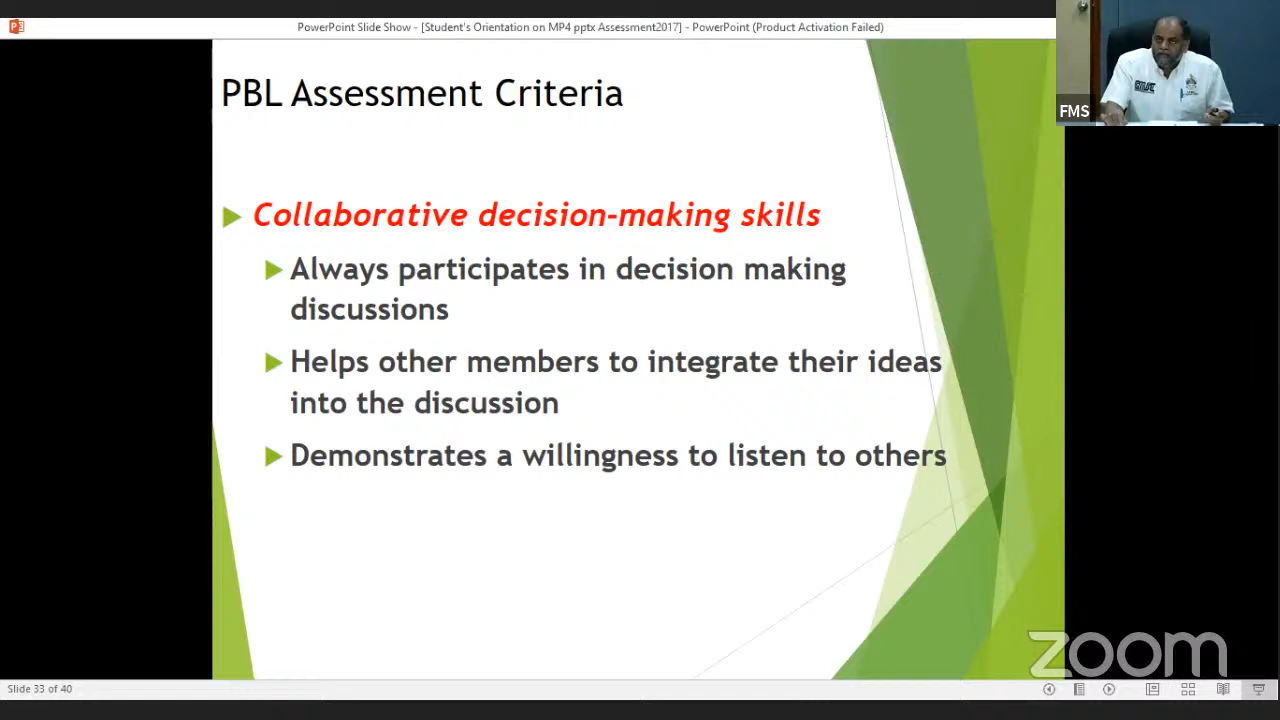 PowerPoint Slide Show - [Student's Orientation on MP4 pptx Assessment2017] - PowerPoint (Product Activation Failed)
PBL Assessment Criteria
FMS
Collaborative decision-making skills
Always participates in decision making
discussions
Helps other members to integrate their ideas
into the discussion
Demonstrates a willingness to listen to others
zoom
Slide 33 of 40